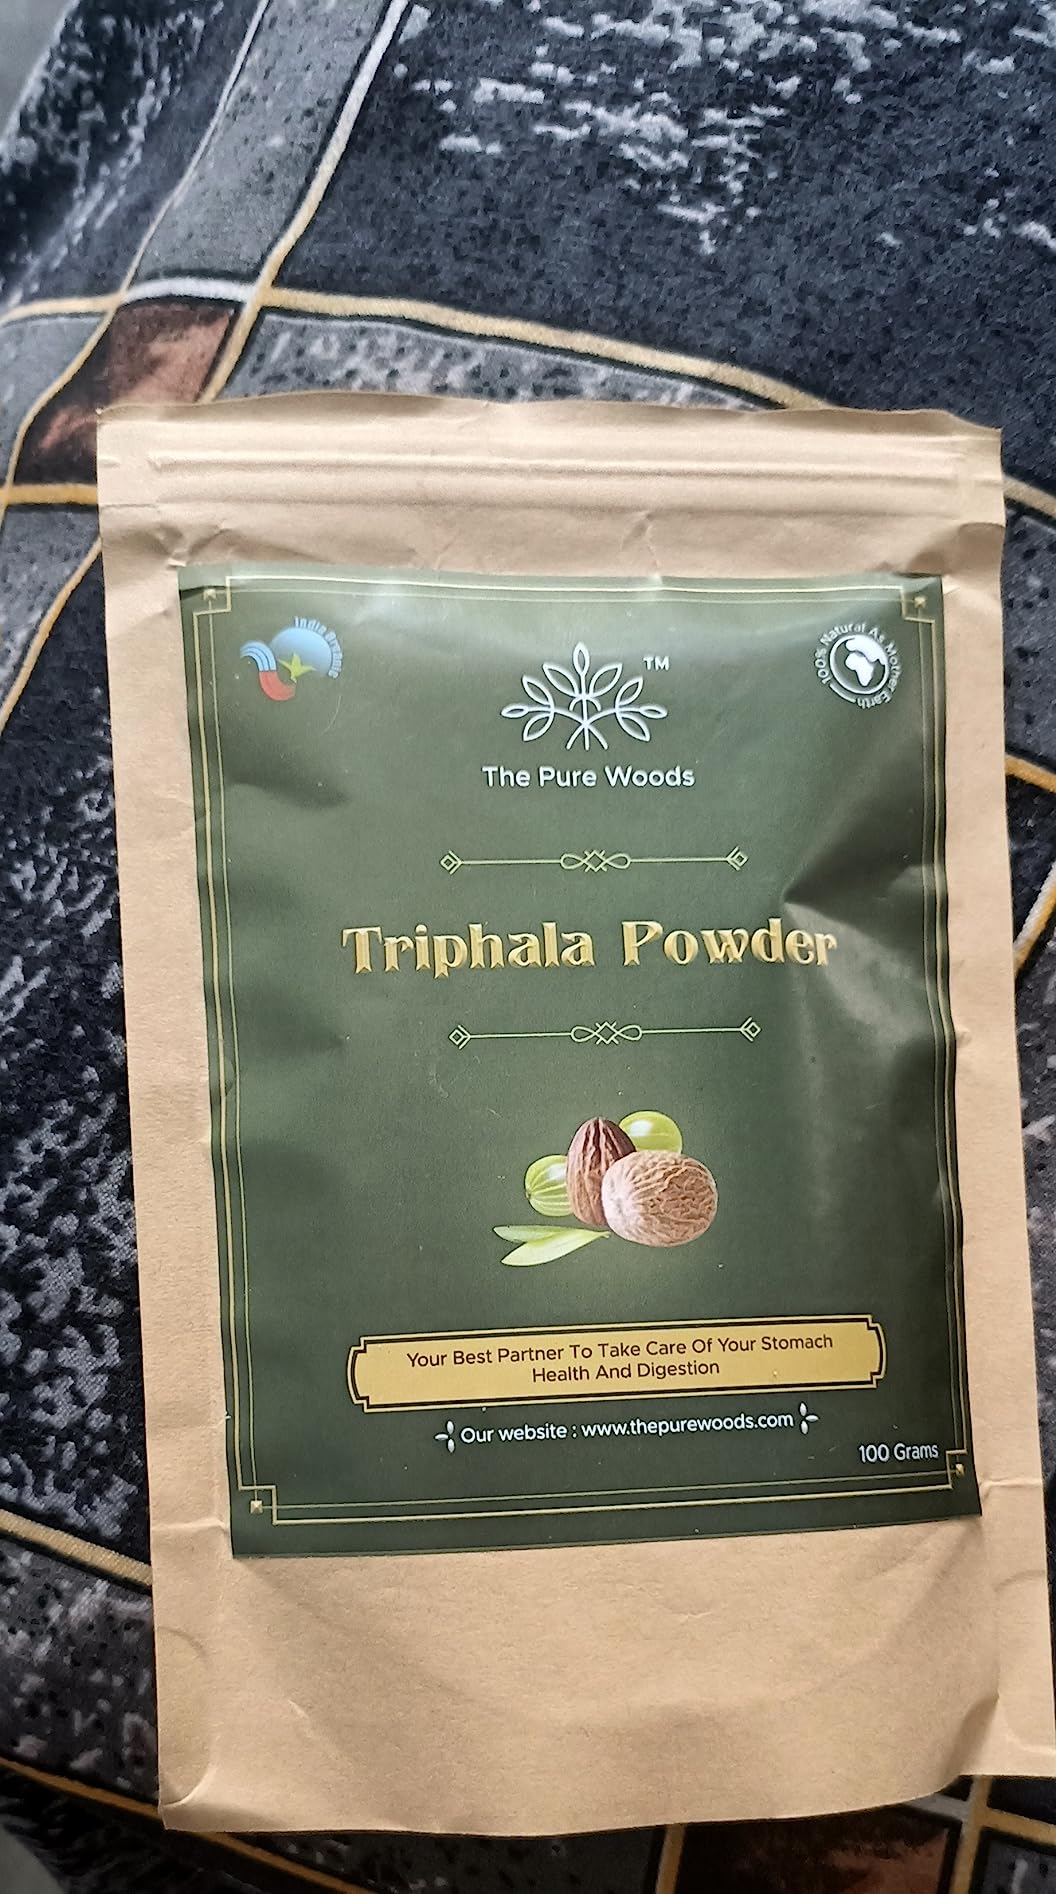 India Organic
100% Natural As Mother Earth
TM
The Pure Woods
Triphala Powder
Your Best Partner To Take Care Of Your Stomach
Health And Digestion
Our website : www.thepurewoods.com
100 Grams